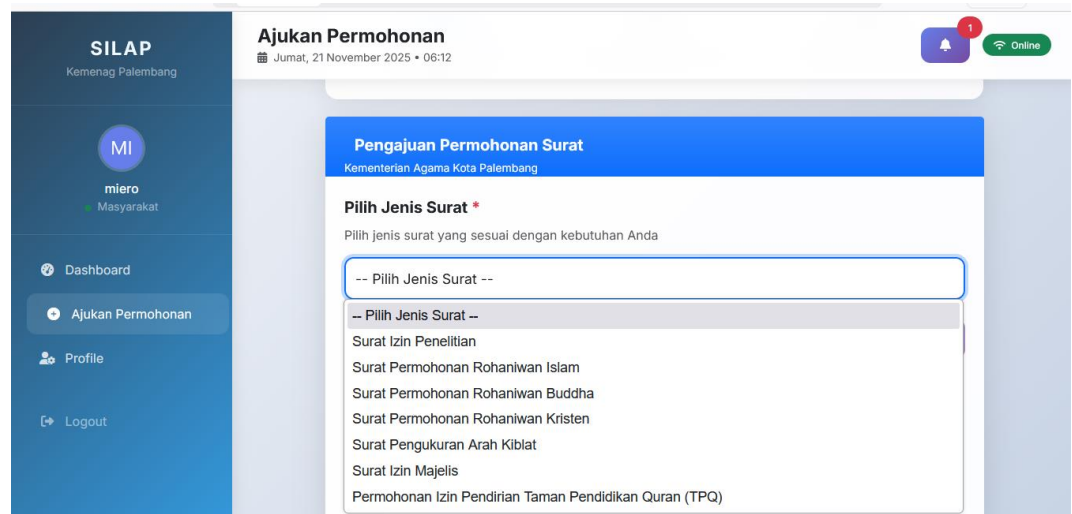 SILAP
Kemenag Palembang
MI
miero
Masyarakat
Dashboard
Ajukan Permohonan
Profile
Logout
Ajukan Permohonan
Jumat, 21 November 2025 • 06:12
1
Online
Pengajuan Permohonan Surat
Kementerian Agama Kota Palembang
Pilih Jenis Surat *
Pilih jenis surat yang sesuai dengan kebutuhan Anda
-- Pilih Jenis Surat --
-- Pilih Jenis Surat --
Surat Izin Penelitian
Surat Permohonan Rohaniwan Islam
Surat Permohonan Rohaniwan Buddha
Surat Permohonan Rohaniwan Kristen
Surat Pengukuran Arah Kiblat
Surat Izin Majelis
Permohonan Izin Pendirian Taman Pendidikan Quran (TPQ)